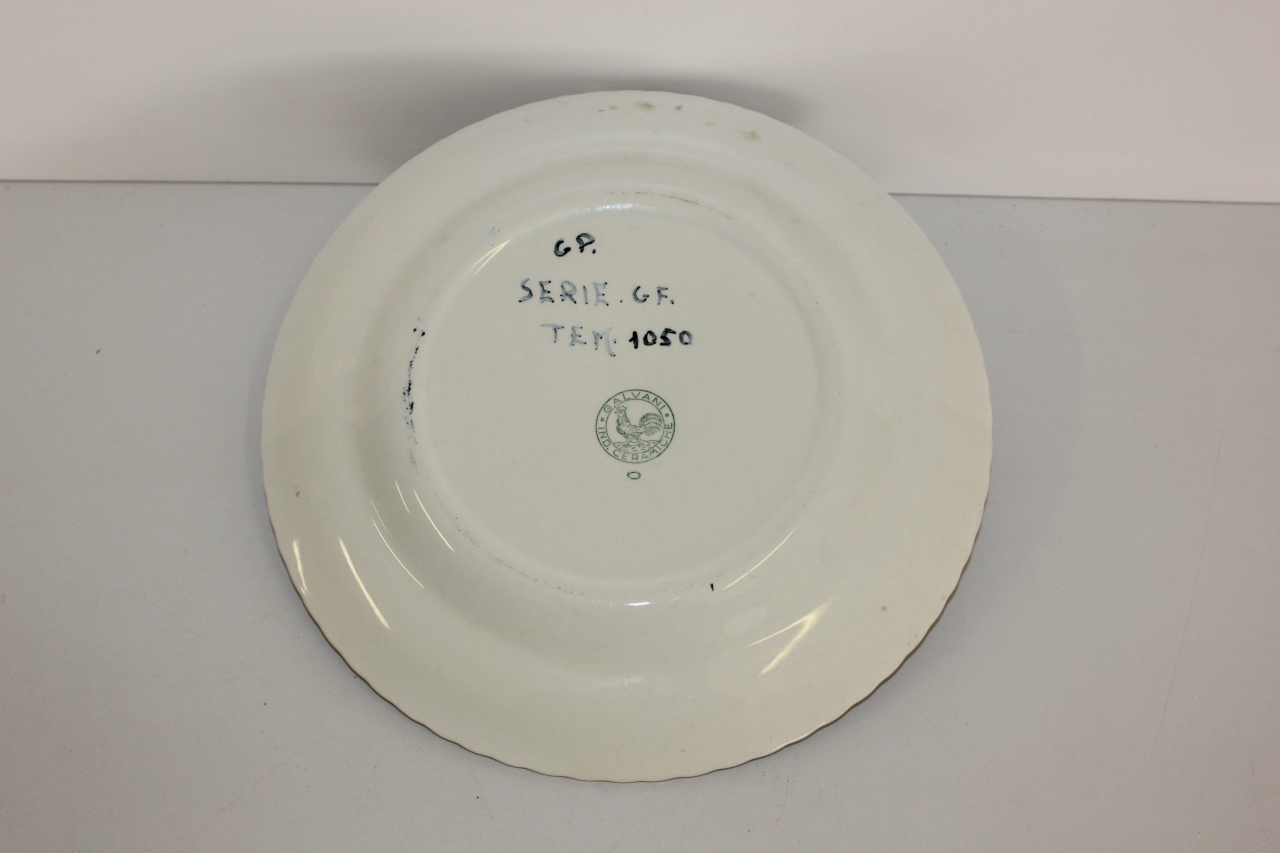 GP.
SERIE. GF.
TEM. 1050
GALVANI
IND. CERAMICHE
O